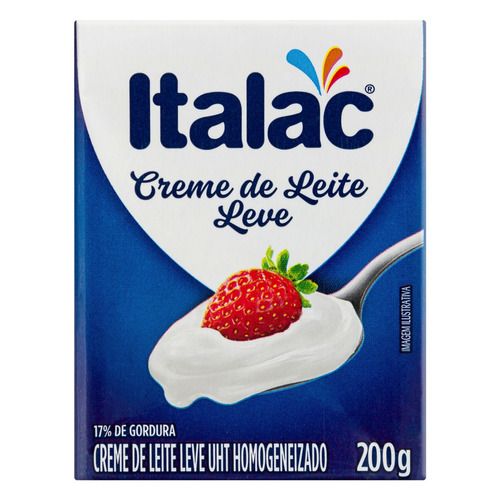 Italac®
Creme de Leite
Leve
IMAGEM ILUSTRATIVA
17% DE GORDURA
CREME DE LEITE LEVE UHT HOMOGENEIZADO
200g